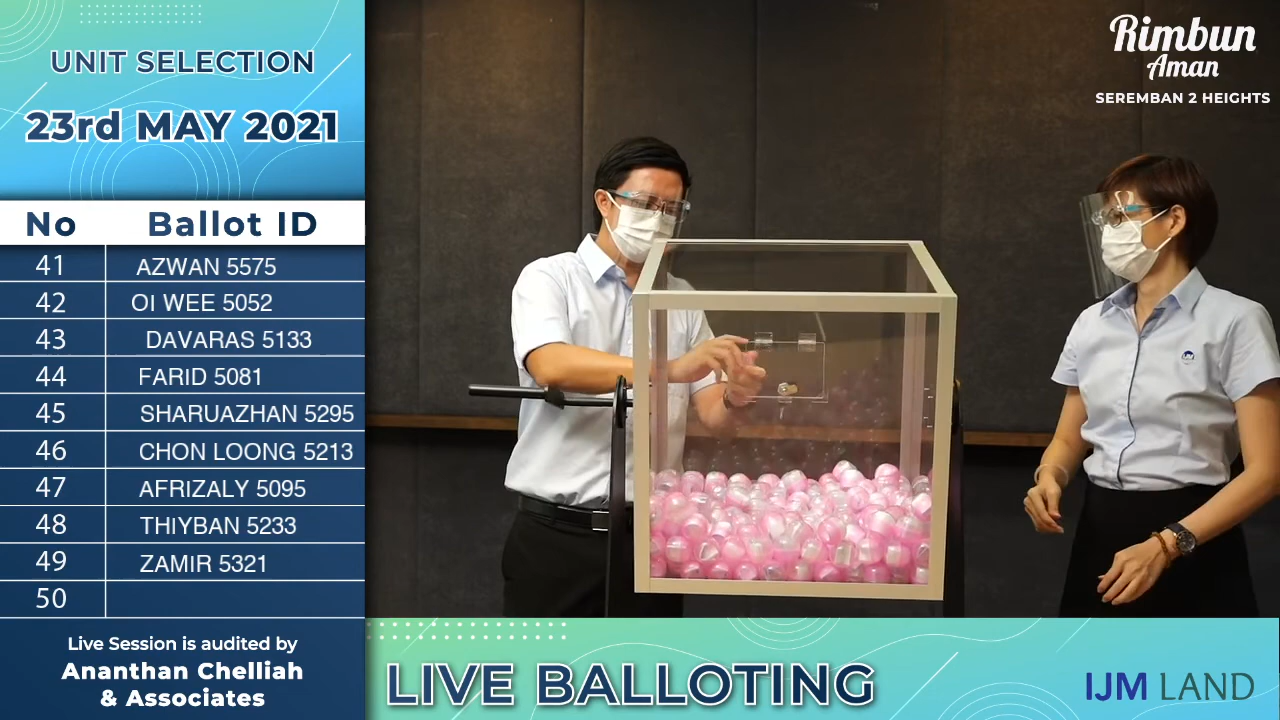 UNIT SELECTION
23rd MAY 2021
No Ballot ID
41 AZWAN 5575
42 OI WEE 5052
43 DAVARAS 5133
44 FARID 5081
45 SHARUAZHAN 5295
46 CHON LOONG 5213
47 AFRIZALY 5095
48 THIYBAN 5233
49 ZAMIR 5321
50
Live Session is audited by
Ananthan Chelliah
& Associates
Rimbun
Aman
SEREMBAN 2 HEIGHTS
LIVE BALLOTING
IJM LAND